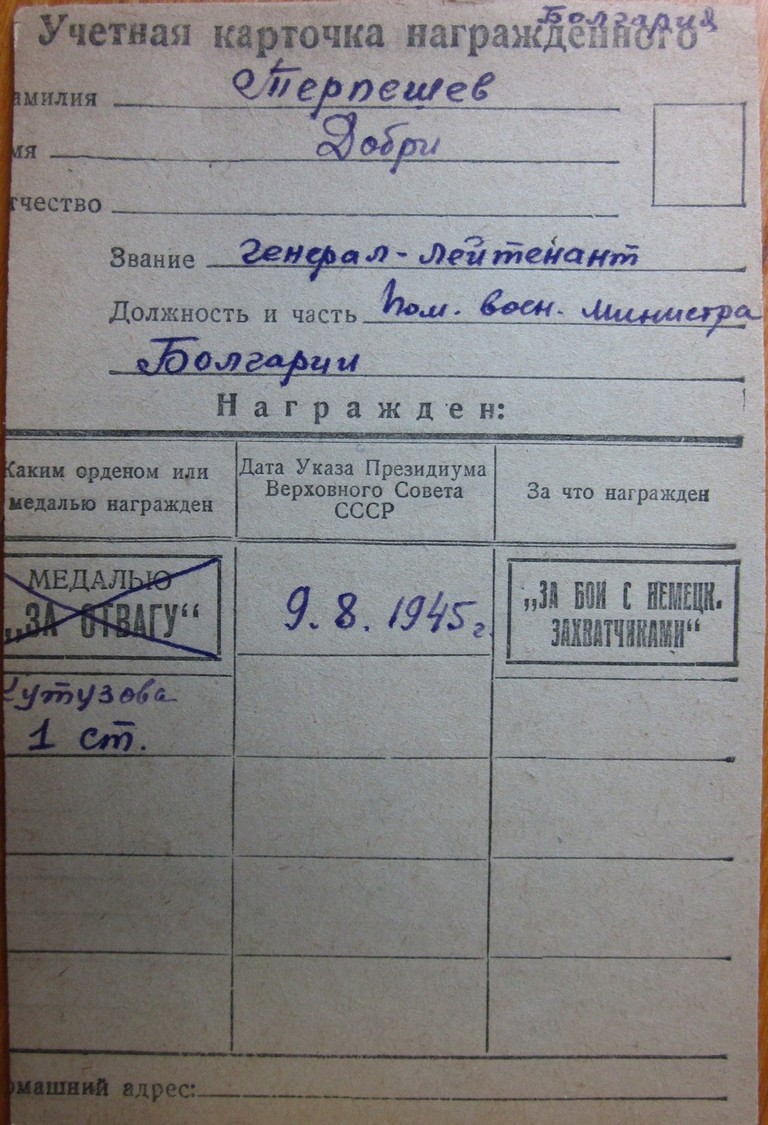 Болгария
Учетная карточка награжденного
амилия Терпешев
мя Добри
тчество
Звание генерал-лейтенант
Должность и часть Пом. воен. министра
Болгарии
Награжден:
Каким орденом или
медалью награжден
Дата Указа Президиума
Верховного Совета
СССР
За что награжден
МЕДАЛЬЮ
„ЗА ОТВАГУ“
9.8.1945г.
„ЗА БОИ С НЕМЕЦК.
ЗАХВАТЧИКАМИ“
Кутузова
1 ст.
омашний адрес: